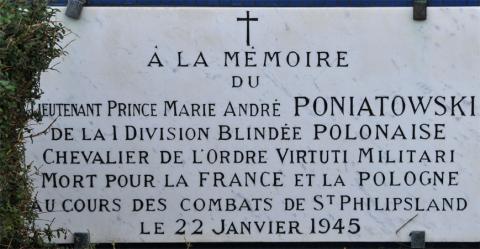 À LA MÉMOIRE
DU
LIEUTENANT PRINCE MARIE ANDRÉ PONIATOWSKI
DE LA I DIVISION BLINDÉE POLONAISE
CHEVALIER DE L'ORDRE VIRTUTI MILITARI
MORT POUR LA FRANCE ET LA POLOGNE
AU COURS DES COMBATS DE ST PHILIPSLAND
LE 22 JANVIER 1945